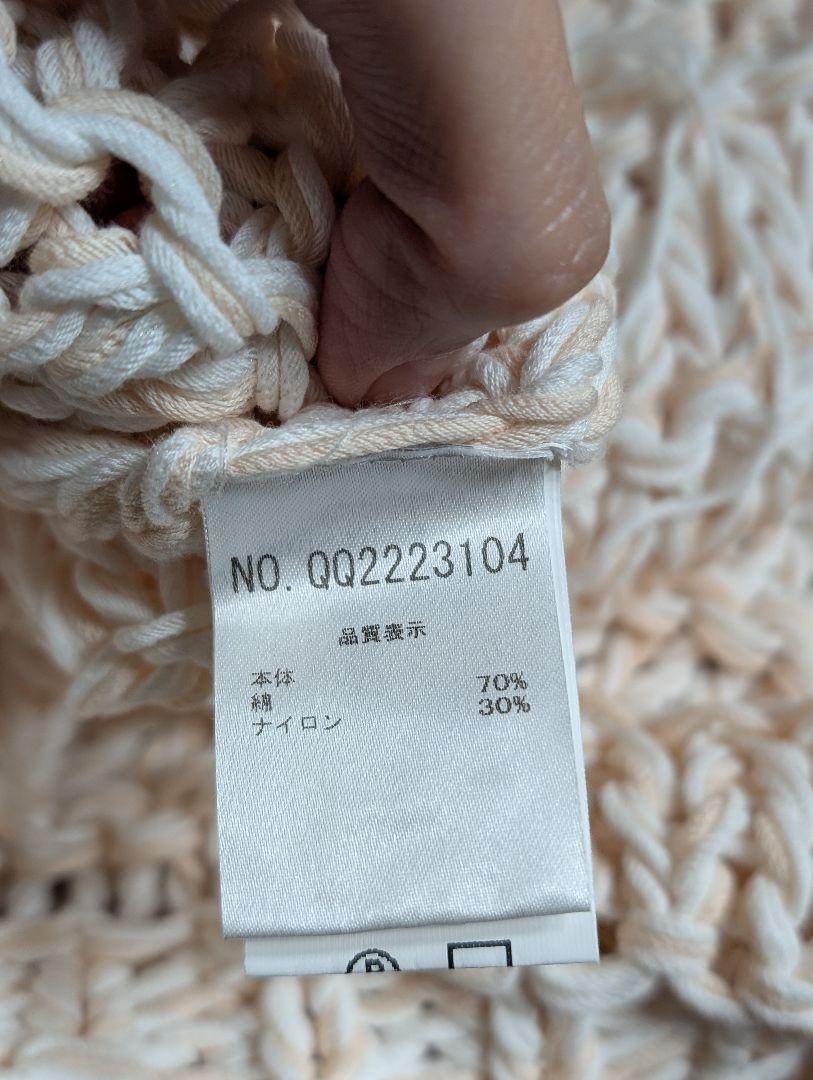 NO. QQ2223104
品質表示
本体
綿 70%
ナイロン 30%
P